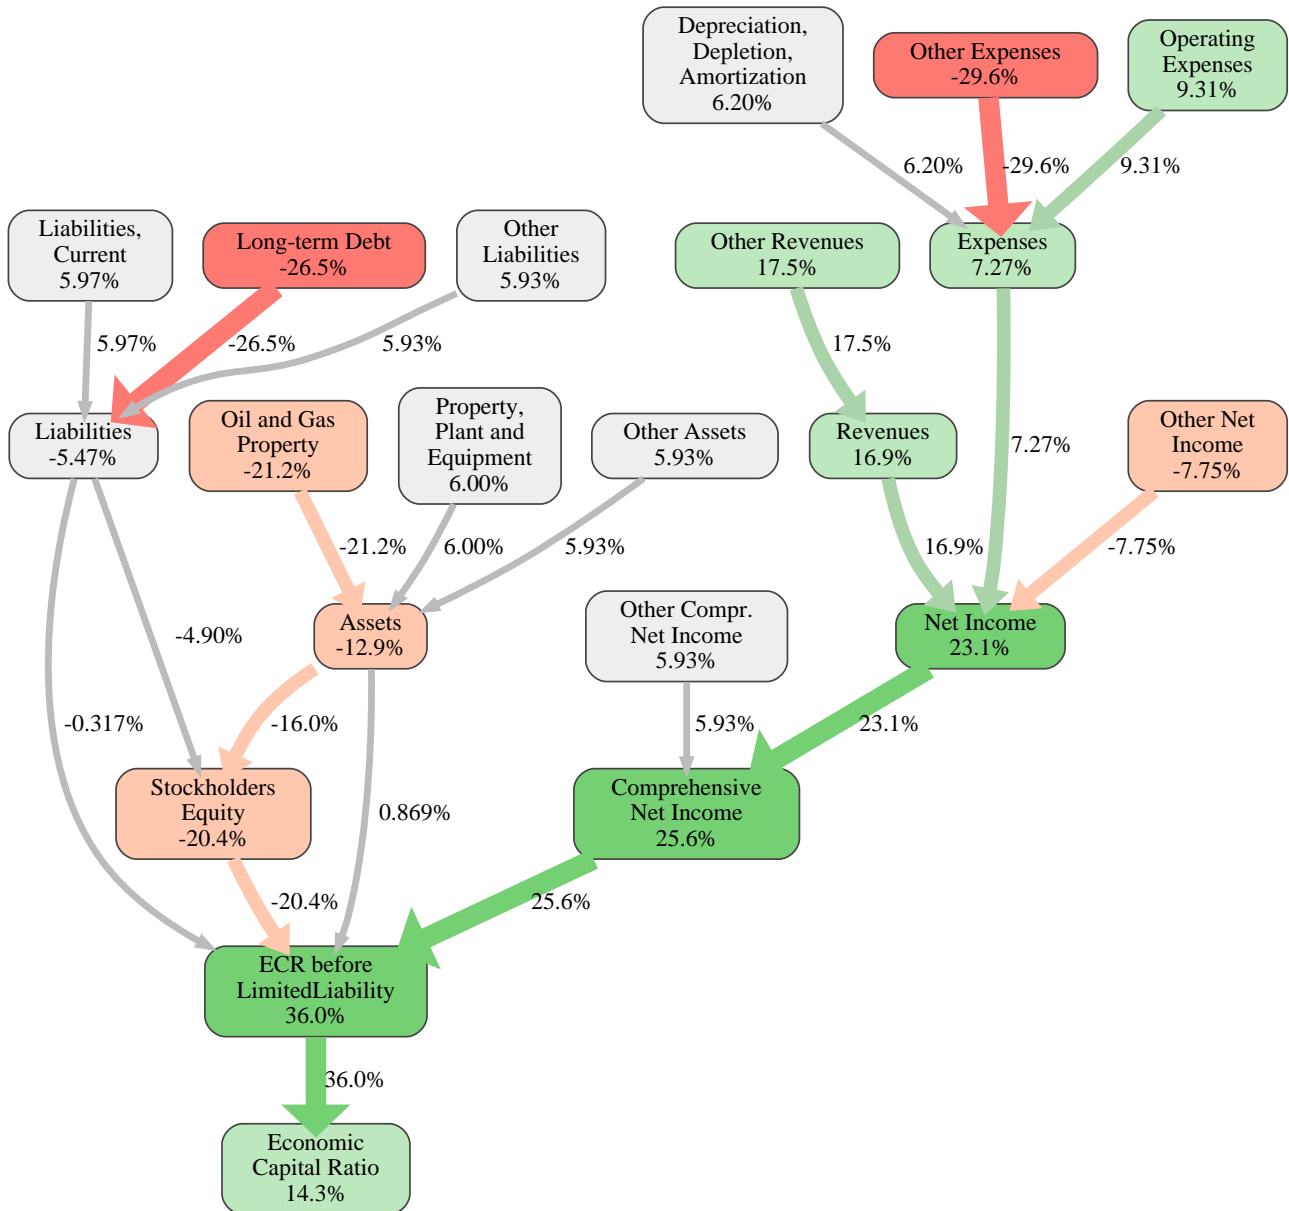 Depreciation,
Depletion,
Amortization
6.20%
Other Expenses
-29.6%
Operating
Expenses
9.31%
6.20%
-29.6%
9.31%
Liabilities,
Current
5.97%
Long-term Debt
-26.5%
Other
Liabilities
5.93%
Other Revenues
17.5%
Expenses
7.27%
5.97%
-26.5%
5.93%
17.5%
7.27%
Liabilities
-5.47%
Oil and Gas
Property
-21.2%
Property,
Plant and
Equipment
6.00%
Other Assets
5.93%
Revenues
16.9%
Other Net
Income
-7.75%
-21.2%
6.00%
5.93%
16.9%
-7.75%
-4.90%
Assets
-12.9%
Other Compr.
Net Income
5.93%
Net Income
23.1%
-0.317%
-16.0%
5.93%
23.1%
Stockholders
Equity
-20.4%
0.869%
Comprehensive
Net Income
25.6%
-20.4%
25.6%
ECR before
LimitedLiability
36.0%
36.0%
Economic
Capital Ratio
14.3%